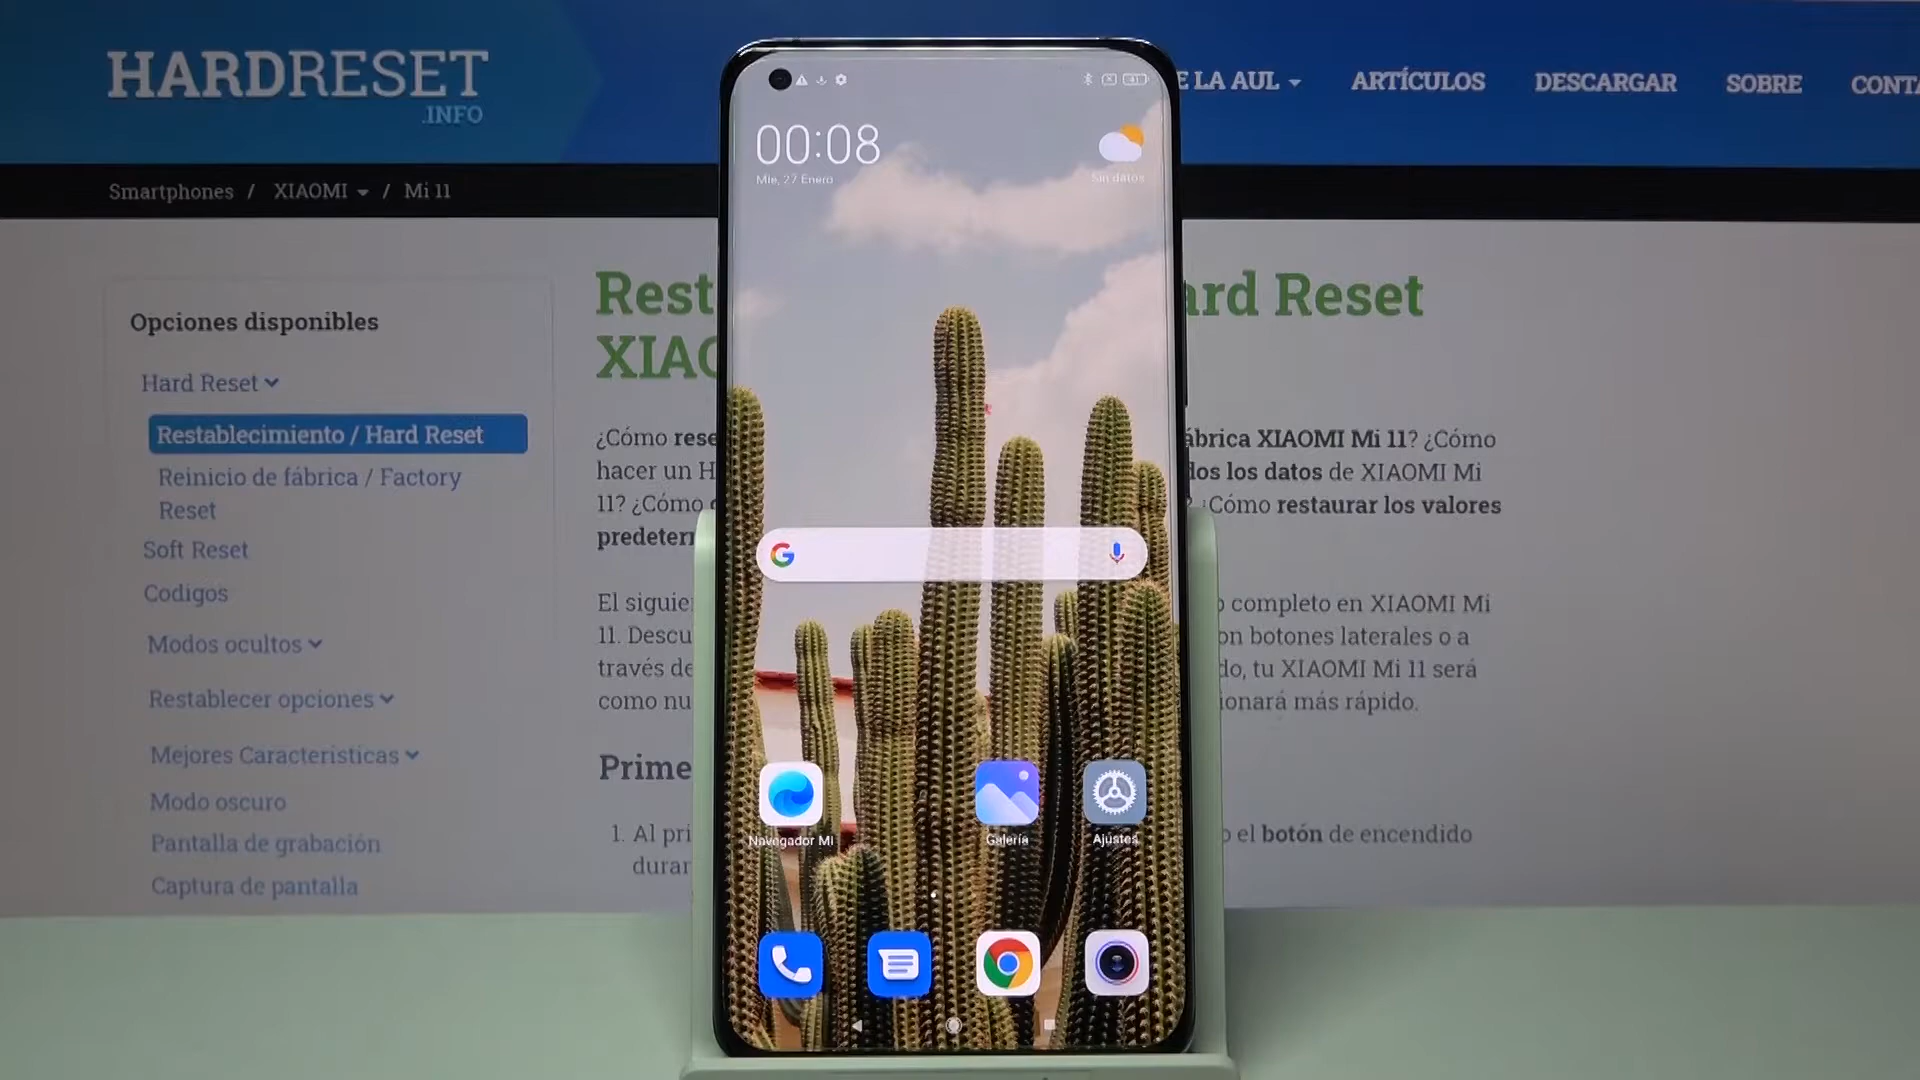 HARDRESET
.INFO
E LA AUL
ARTÍCULOS
DESCARGAR
SOBRE
Smartphones / XIAOMI / Mi 11
Opciones disponibles
Hard Reset
Restablecimiento / Hard Reset
Reinicio de fábrica / Factory
Reset
Soft Reset
Codigos
Modos ocultos
Restablecer opciones
Mejores Características
Modo oscuro
Pantalla de grabación
Captura de pantalla
Rest
ard Reset
XIAO
¿Cómo rese
ábrica XIAOMI Mi 11? ¿Cómo
hacer un H
los los datos de XIAOMI Mi
11? ¿Cómo
? ¿Cómo restaurar los valores
predeterm
El siguie
o completo en XIAOMI Mi
11. Descu
on botones laterales o a
través de
do, tu XIAOMI Mi 11 será
como nu
ionará más rápido.
Prime
1. Al pri
o el botón de encendido
durar
00:08
Mié, 27 Enero
Sin datos
Navegador Mi
Galería
Ajustes